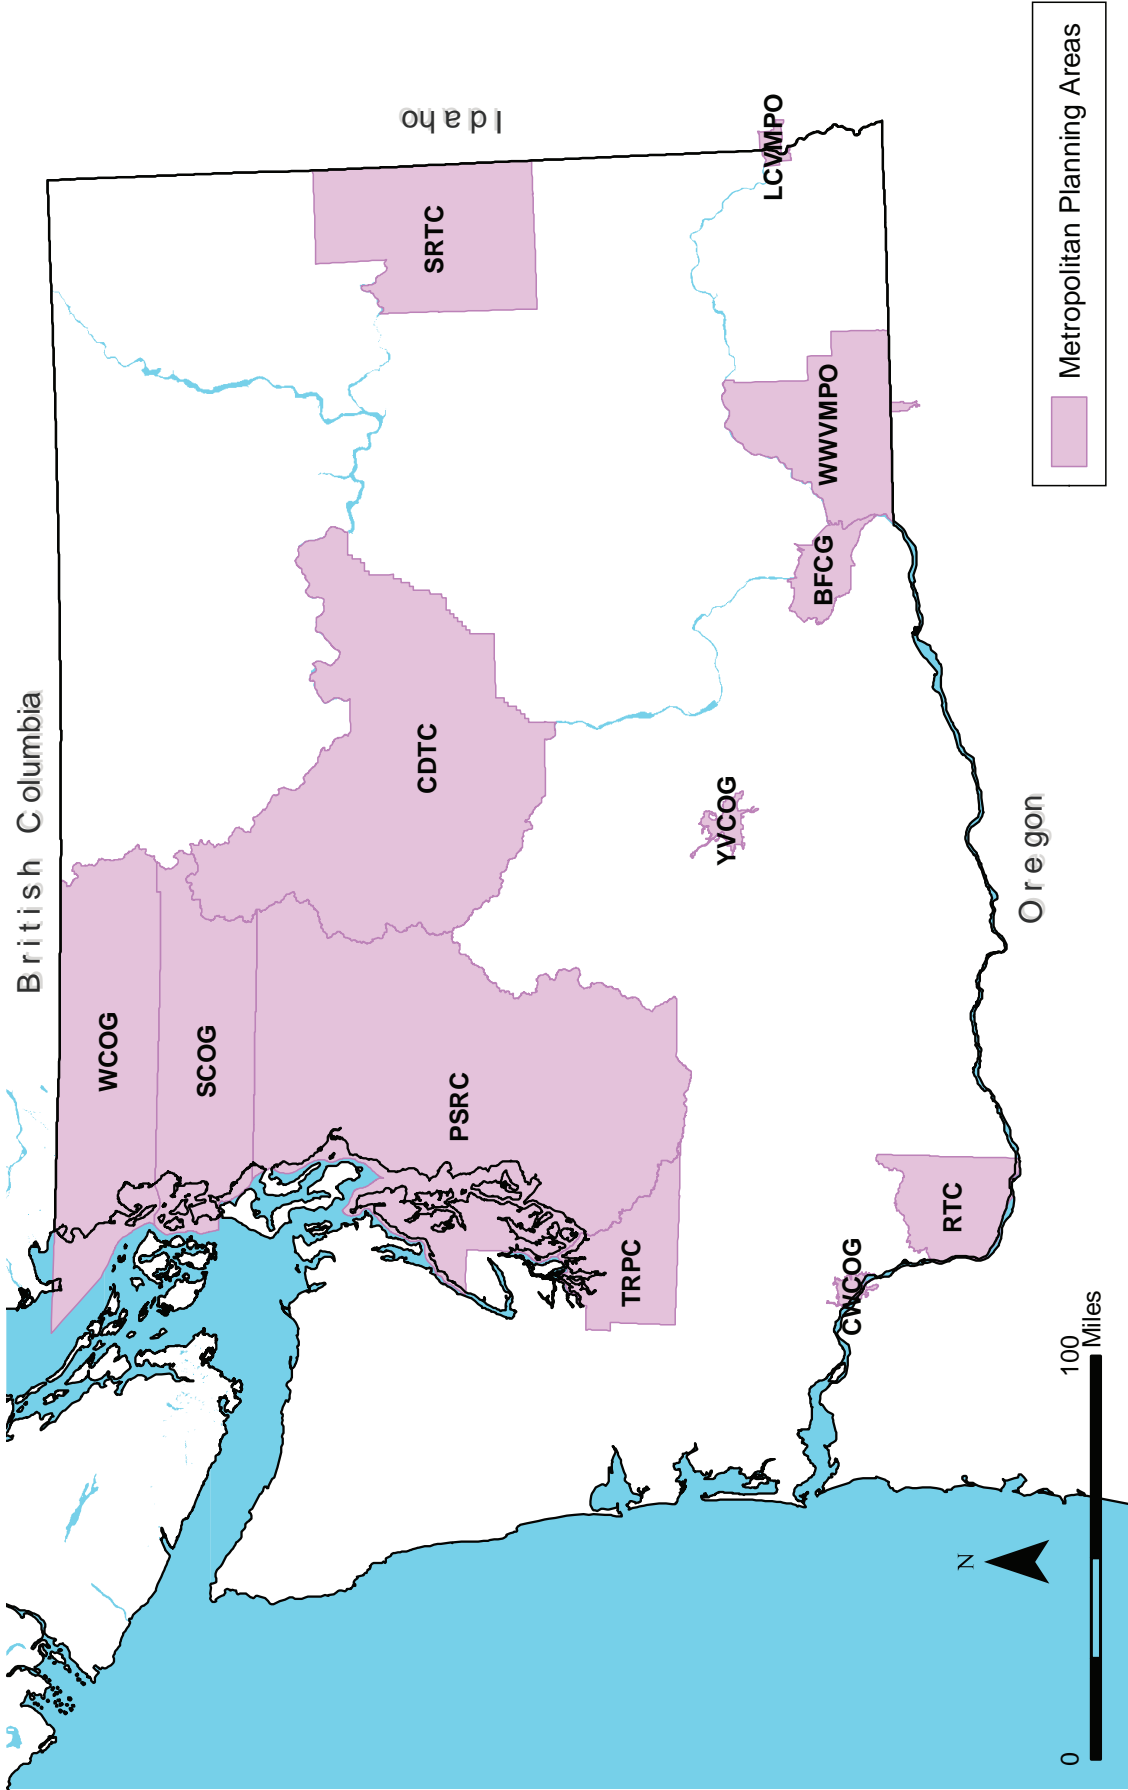 British Columbia
Idaho
WCOG
SCOG
CDTC
SRTC
PSRC
TRPC
YVCOG
LCVMPO
BFCG
WWVMPO
CWCOG
RTC
Oregon
N
0
100
Miles
Metropolitan Planning Areas